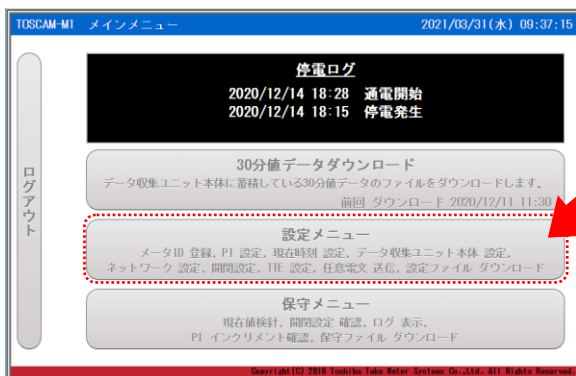 TOSCAM-M1 メインメニュー 2021/03/31(水) 09:37:15
停電ログ
2020/12/14 18:28 通電開始
2020/12/14 18:15 停電発生
ログアウト
30分値データダウンロード
データ収集ユニット本体に蓄積している30分値データのファイルをダウンロードします。
前回 ダウンロード 2020/12/11 11:30
設定メニュー
メータID 登録, PI 設定, 現在時刻 設定, データ収集ユニット本体 設定,
ネットワーク 設定, 開閉設定, TTE 設定, 任意電文 送信, 設定ファイル ダウンロード
保守メニュー
現在値検針, 開閉設定 確認, ログ 表示,
PI インクリメント確認, 保守ファイル ダウンロード
Copyright(C) 2018 Toshiba Toko Meter Systems Co.,Ltd. All Rights Reserved.